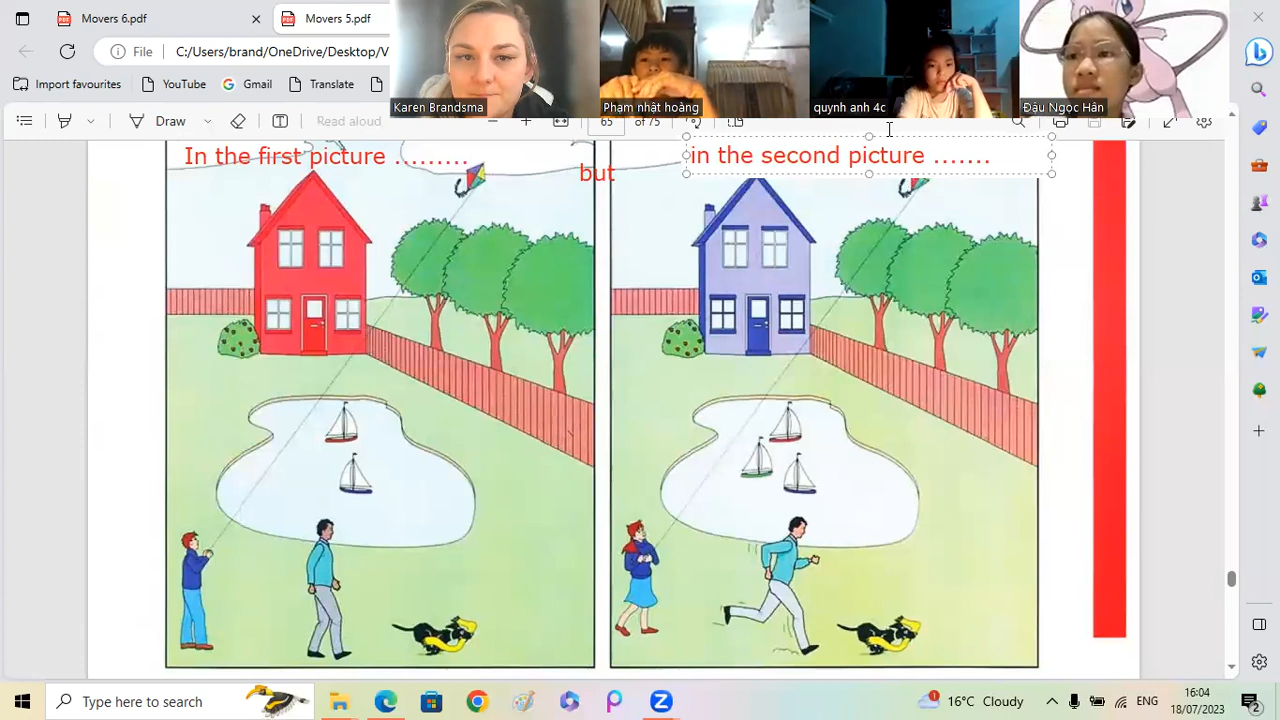 Movers 6.pdf
Movers 5.pdf
File
C:/Users/brand/OneDrive/Desktop/V
Import favourites
YouTube
Gmail
Translate
Karen Brandsma
Phạm nhật hoàng
quynh anh 4c
Đậu Ngọc Hân
Draw
Read aloud
65
of 75
In the first picture .........
but
in the second picture .......
Type here to search
16°C Cloudy
ENG
16:04
18/07/2023
2